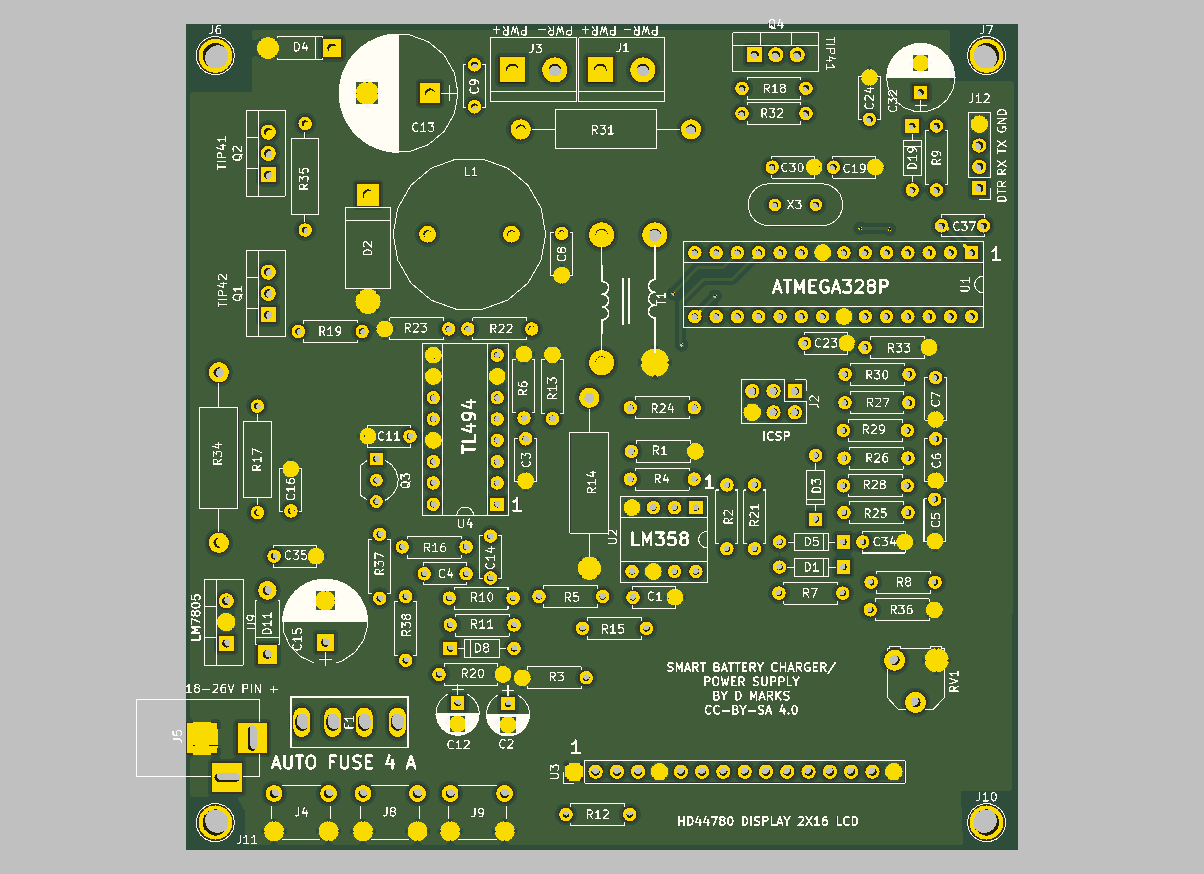 J6
D4
PWR+ PWR- PWR+ PWR-
J3
J1
Q4
TIP41
J7
C9
C13
R18
R32
C24
C32
J12
R31
D19
R9
DTR RX TX GND
TIP41
Q2
R35
L1
C30
C19
X3
C37
D2
C8
T1
ATMEGA328P
U1
1
TIP42
Q1
R19
R23
R22
C23
R33
R30
R27
R29
R26
R28
R25
C7
C6
C5
J2
ICSP
R6
R13
R24
R1
R4
R34
R17
C16
C11
Q3
TL494
1
U4
C3
R14
1
U2
LM358
R2
R21
D3
D5
D1
C34
R7
R8
R36
C35
R37
R16
C4
C14
R10
R5
C1
R11
R15
D8
R38
LM7805
U9
D11
C15
R20
R3
C12
C2
SMART BATTERY CHARGER/
POWER SUPPLY
BY D MARKS
CC-BY-SA 4.0
RV1
18-26V PIN +
J5
F1
AUTO FUSE 4 A
1
U3
J4
J8
J9
R12
HD44780 DISPLAY 2X16 LCD
J10
J11